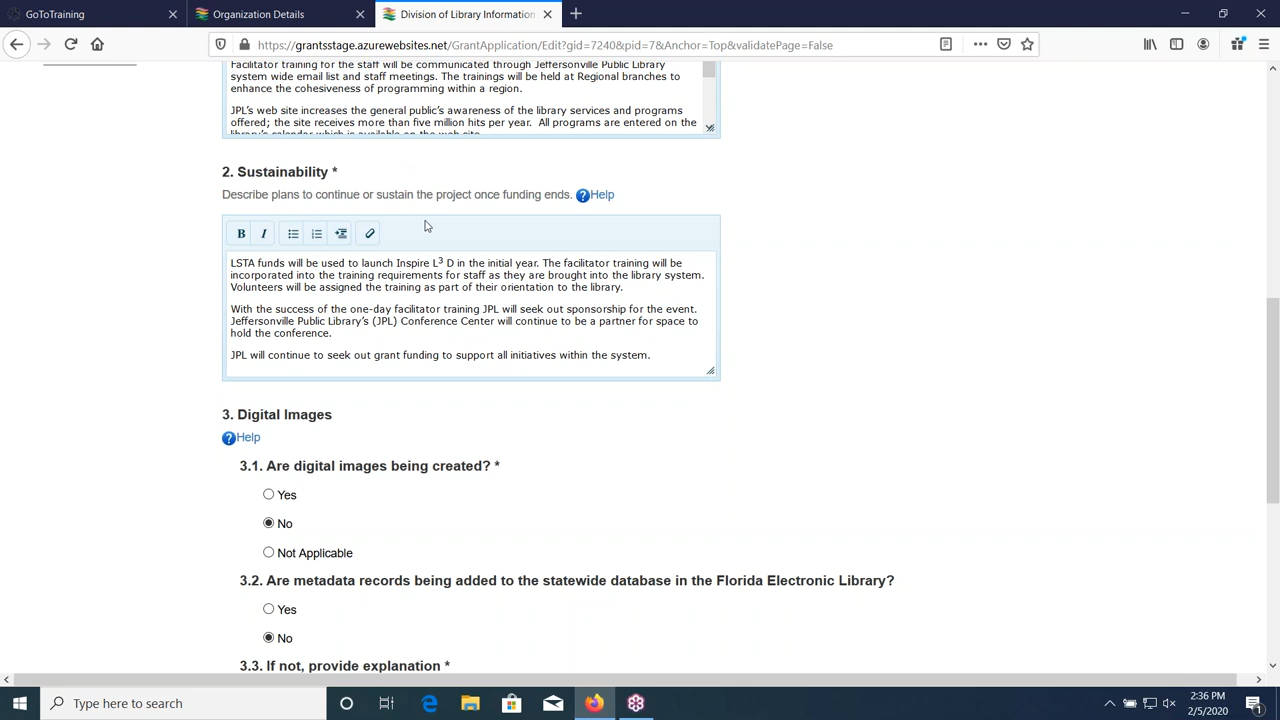 GoToTraining
Organization Details
Division of Library Information
https://grantsstage.azurewebsites.net/GrantApplication/Edit?gid=7240&pid=7&Anchor=Top&validatePage=False
Facilitator training for the staff will be communicated through Jeffersonville Public Library
system wide email list and staff meetings. The trainings will be held at Regional branches to
enhance the cohesiveness of programming within a region.
JPL's web site increases the general public's awareness of the library services and programs
offered; the site receives more than five million hits per year. All programs are entered on the
library's calendar which is available on the web site.
2. Sustainability *
Describe plans to continue or sustain the project once funding ends. ?Help
B I
LSTA funds will be used to launch Inspire L³ D in the initial year. The facilitator training will be
incorporated into the training requirements for staff as they are brought into the library system.
Volunteers will be assigned the training as part of their orientation to the library.
With the success of the one-day facilitator training JPL will seek out sponsorship for the event.
Jeffersonville Public Library's (JPL) Conference Center will continue to be a partner for space to
hold the conference.
JPL will continue to seek out grant funding to support all initiatives within the system.
3. Digital Images
?Help
3.1. Are digital images being created? *
Yes
No
Not Applicable
3.2. Are metadata records being added to the statewide database in the Florida Electronic Library?
Yes
No
3.3. If not, provide explanation *
Type here to search
2:36 PM
2/5/2020
1